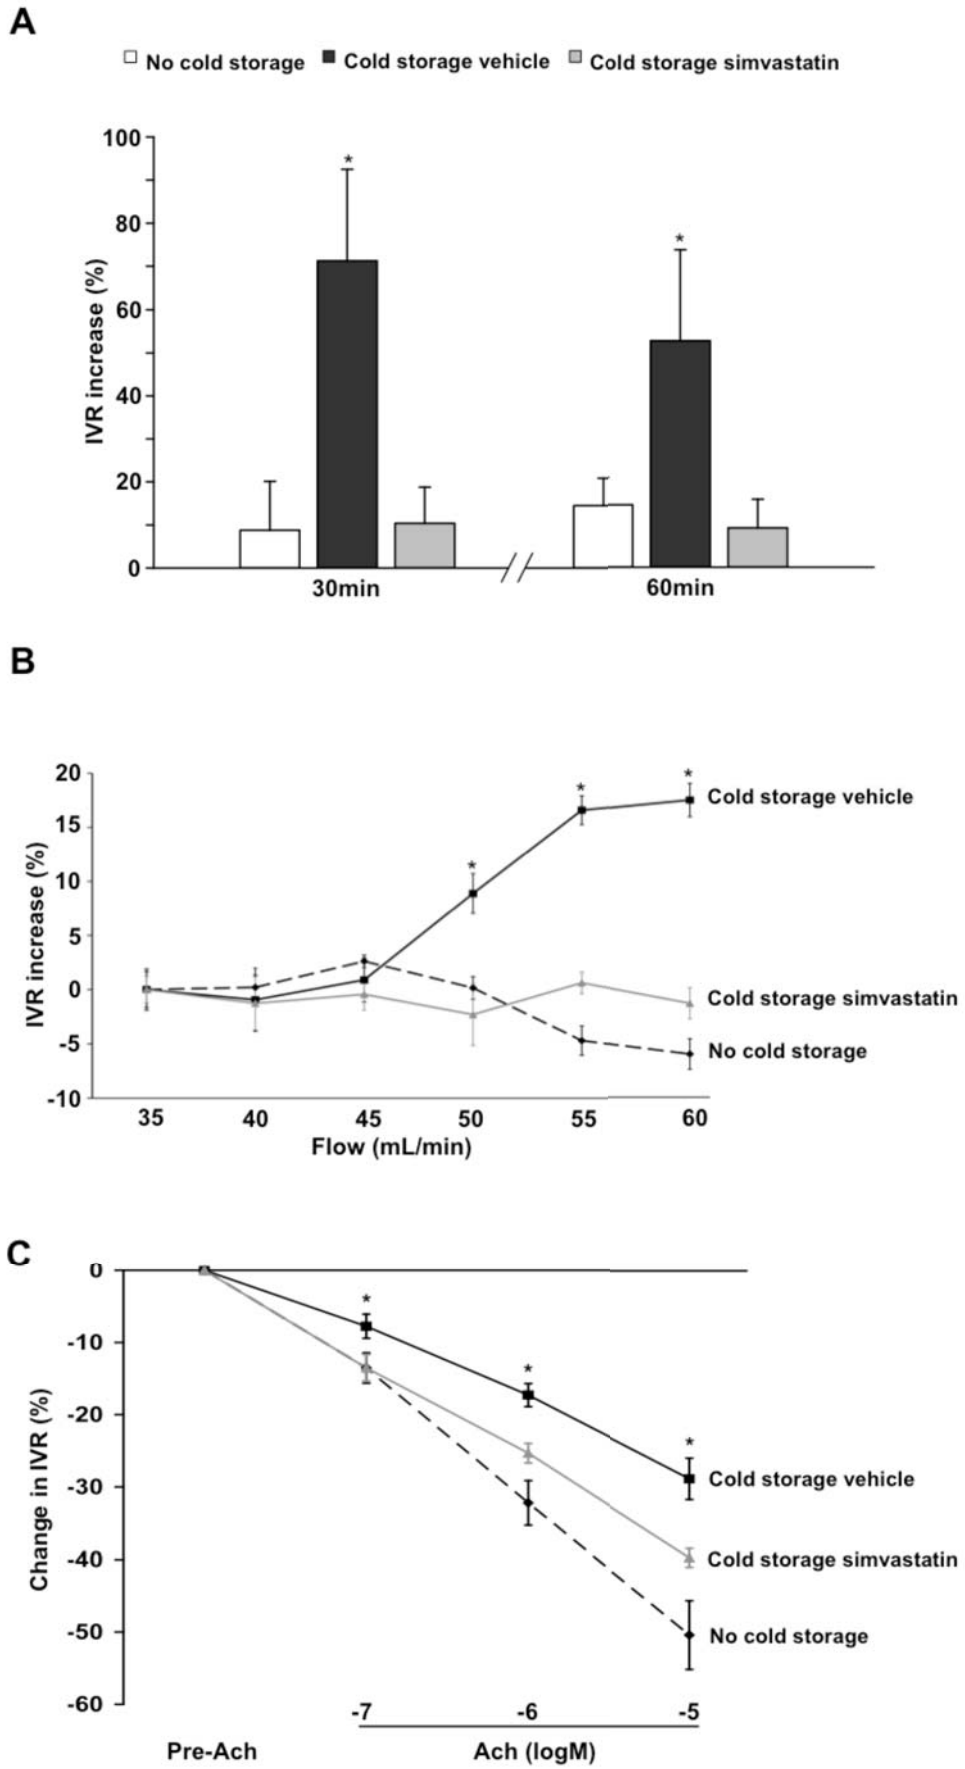 A
No cold storage Cold storage vehicle Cold storage simvastatin
100
80
60
40
20
0
IVR increase (%)
*
*
30min 60min
B
20
15
10
5
0
-5
-10
IVR increase (%)
*
*
*
Cold storage vehicle
Cold storage simvastatin
No cold storage
35 40 45 50 55 60
Flow (mL/min)
C
0
-10
-20
-30
-40
-50
-60
Change in IVR (%)
*
*
*
Cold storage vehicle
Cold storage simvastatin
No cold storage
-7 -6 -5
Pre-Ach Ach (logM)